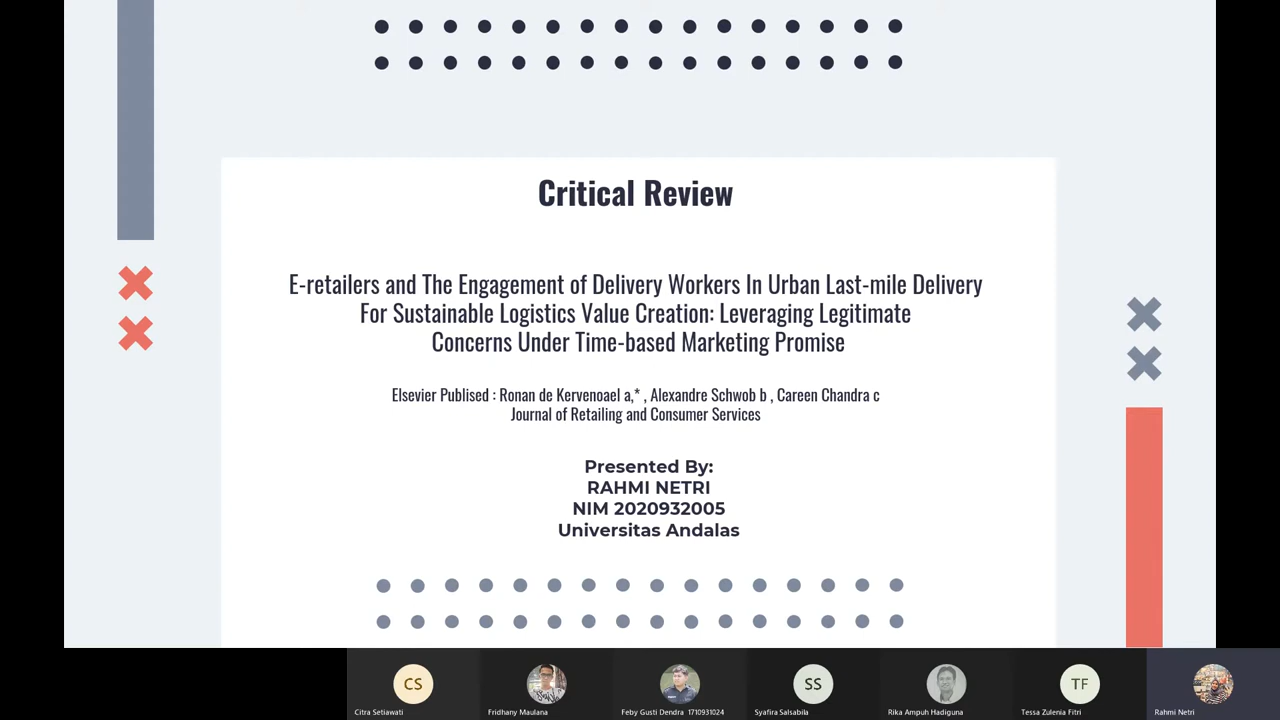 Critical Review
E-retailers and The Engagement of Delivery Workers In Urban Last-mile Delivery
For Sustainable Logistics Value Creation: Leveraging Legitimate
Concerns Under Time-based Marketing Promise
Elsevier Publised : Ronan de Kervenoael a,* , Alexandre Schwob b , Careen Chandra c
Journal of Retailing and Consumer Services
Presented By:
RAHMI NETRI
NIM 2020932005
Universitas Andalas
CS
SS
TF
Citra Setiawati
Fridhany Maulana
Feby Gusti Dendra 1710931024
Syafira Salsabila
Rika Ampuh Hadiguna
Tessa Zulenia Fitri
Rahmi Netri